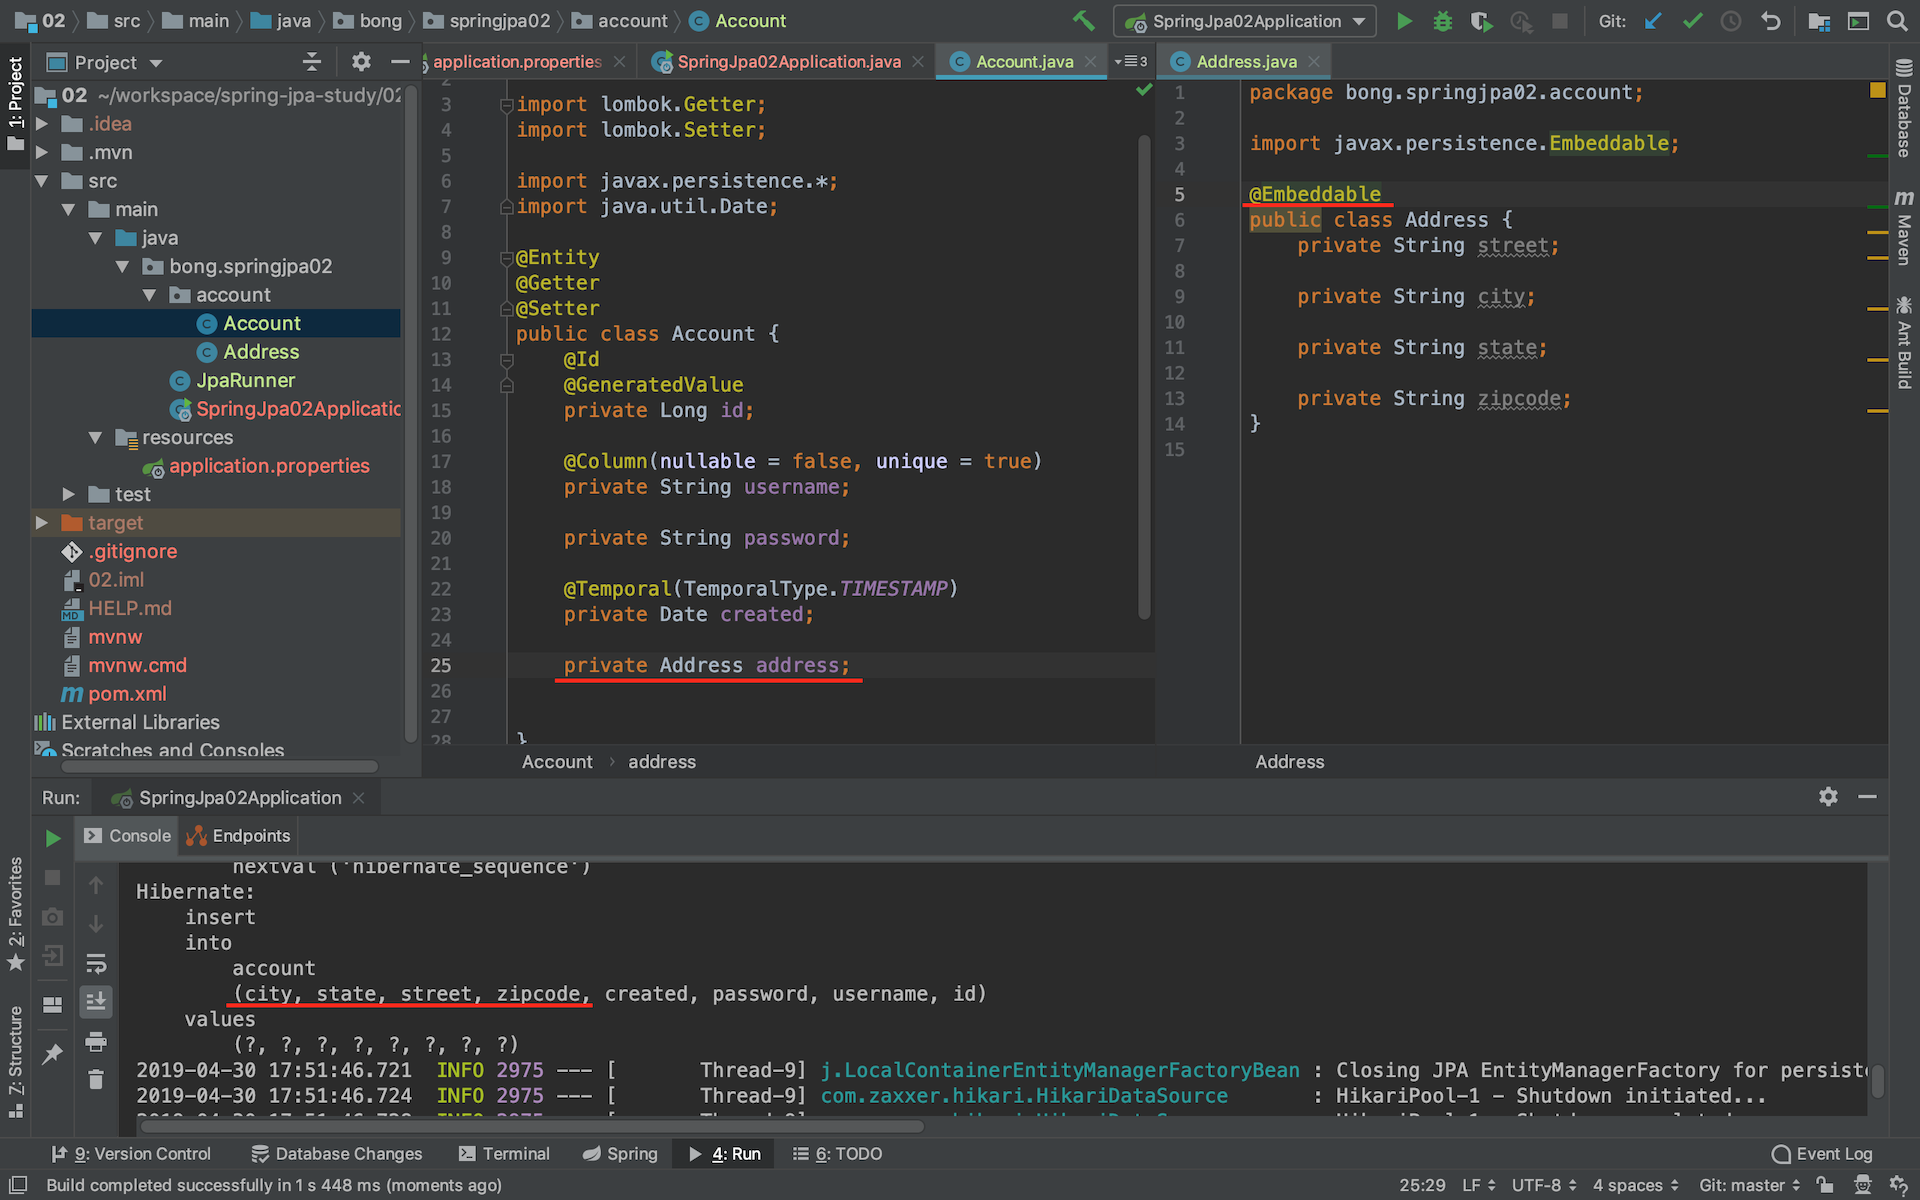 02 src main java bong springjpa02 account Account SpringJpa02Application Git:
1: Project
Project
application.properties SpringJpa02Application.java Account.java 3 Address.java
02 ~/workspace/spring-jpa-study/02
.idea
.mvn
src
main
java
bong.springjpa02
account
Account
Address
JpaRunner
SpringJpa02Applicatic
resources
application.properties
test
target
.gitignore
02.iml
HELP.md
mvnw
mvnw.cmd
pom.xml
External Libraries
Scratches and Consoles
2
3 import lombok.Getter;
4 import lombok.Setter;
5
6 import javax.persistence.*;
7 import java.util.Date;
8
9 @Entity
10 @Getter
11 @Setter
12 public class Account {
13 @Id
14 @GeneratedValue
15 private Long id;
16
17 @Column(nullable = false, unique = true)
18 private String username;
19
20 private String password;
21
22 @Temporal(TemporalType.TIMESTAMP)
23 private Date created;
24
25 private Address address;
26
27
28 }
Account address
1 package bong.springjpa02.account;
2
3 import javax.persistence.Embeddable;
4
5 @Embeddable
6 public class Address {
7 private String street;
8
9 private String city;
10
11 private String state;
12
13 private String zipcode;
14 }
15
Address
Database
m Maven
Ant Build
Run: SpringJpa02Application
Console Endpoints
nextval ('hibernate_sequence')
Hibernate:
insert
into
account
(city, state, street, zipcode, created, password, username, id)
values
(?, ?, ?, ?, ?, ?, ?, ?)
2019-04-30 17:51:46.721 INFO 2975 --- [ Thread-9] j.LocalContainerEntityManagerFactoryBean : Closing JPA EntityManagerFactory for persist
2019-04-30 17:51:46.724 INFO 2975 --- [ Thread-9] com.zaxxer.hikari.HikariDataSource : HikariPool-1 - Shutdown initiated...
2: Favorites
Z: Structure
9: Version Control Database Changes Terminal Spring 4: Run 6: TODO Event Log
Build completed successfully in 1 s 448 ms (moments ago) 25:29 LF UTF-8 4 spaces Git: master